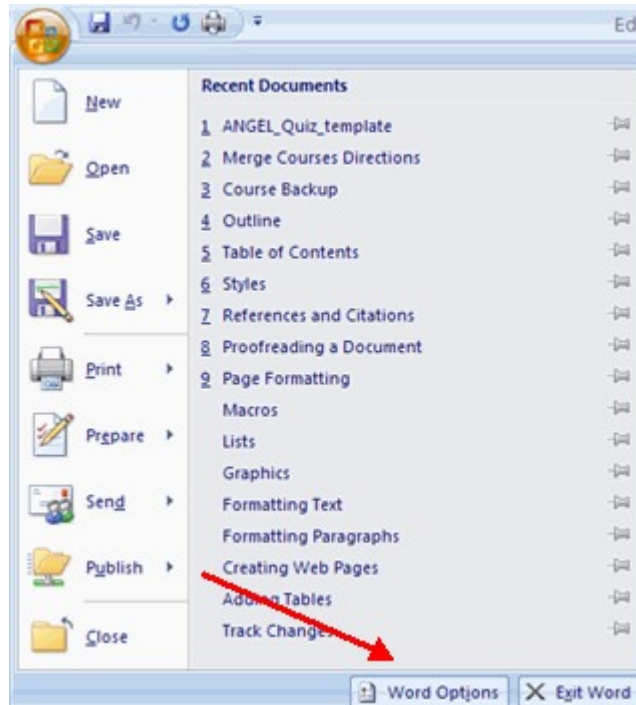 Ed
New
Open
Save
Save As
Print
Prepare
Send
Publish
Close
Recent Documents
1 ANGEL_Quiz_template
2 Merge Courses Directions
3 Course Backup
4 Outline
5 Table of Contents
6 Styles
7 References and Citations
8 Proofreading a Document
9 Page Formatting
Macros
Lists
Graphics
Formatting Text
Formatting Paragraphs
Creating Web Pages
Adding Tables
Track Changes
Word Options
Exit Word